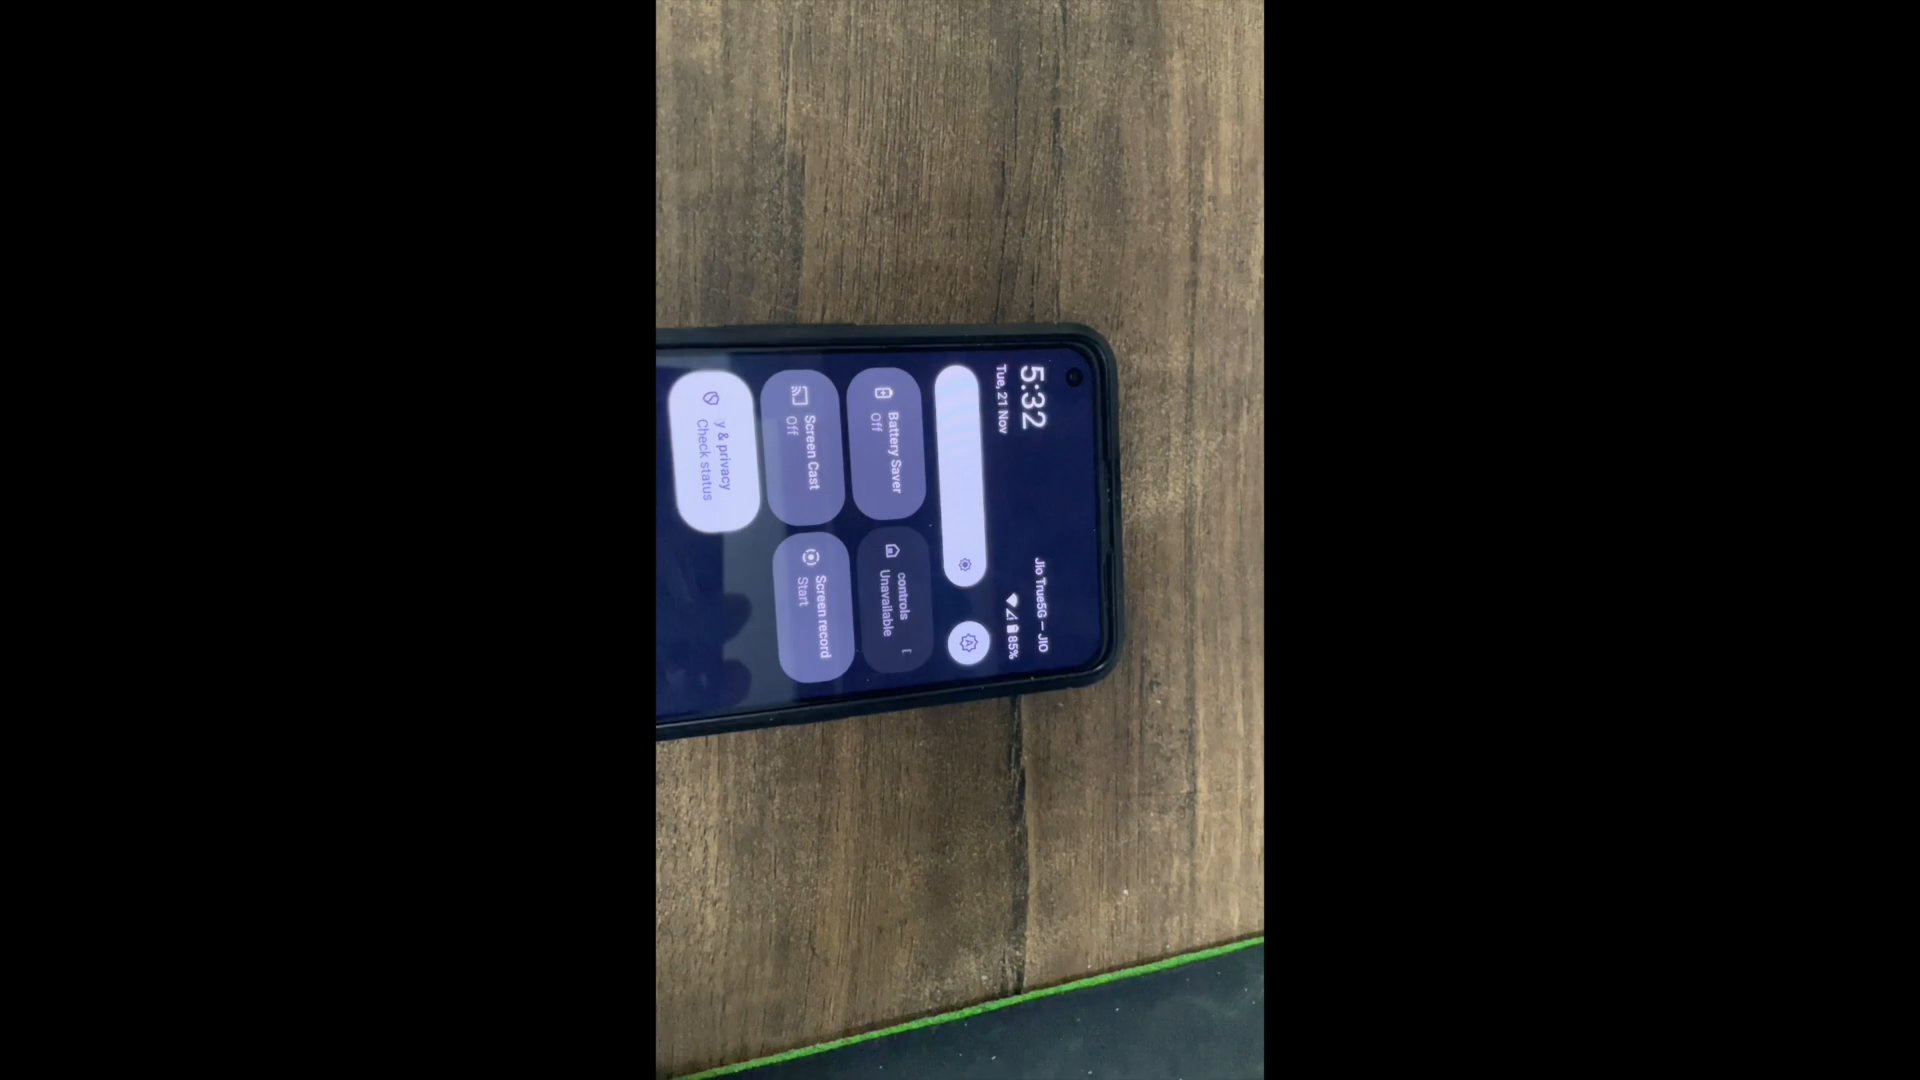 Jio True5G — JIO
5:32
85%
Tue, 21 Nov
Battery Saver
Off
controls
Unavailable
Screen Cast
Off
Screen record
Start
y & privacy
Check status